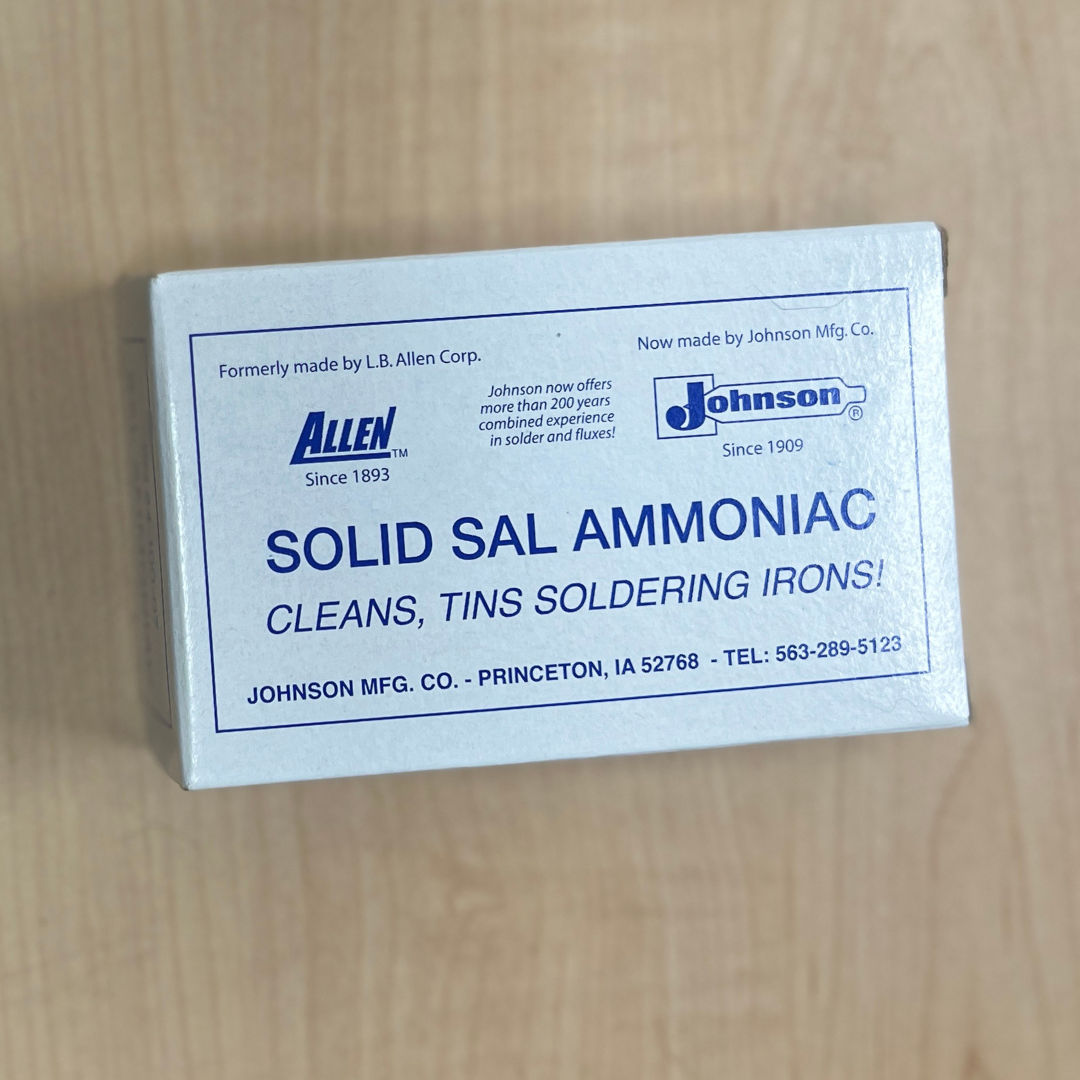 Formerly made by L.B. Allen Corp.
ALLEN™
Since 1893
Johnson now offers
more than 200 years
combined experience
in solder and fluxes!
Now made by Johnson Mfg. Co.
Johnson®
Since 1909
SOLID SAL AMMONIAC
CLEANS, TINS SOLDERING IRONS!
JOHNSON MFG. CO. - PRINCETON, IA 52768 - TEL: 563-289-5123